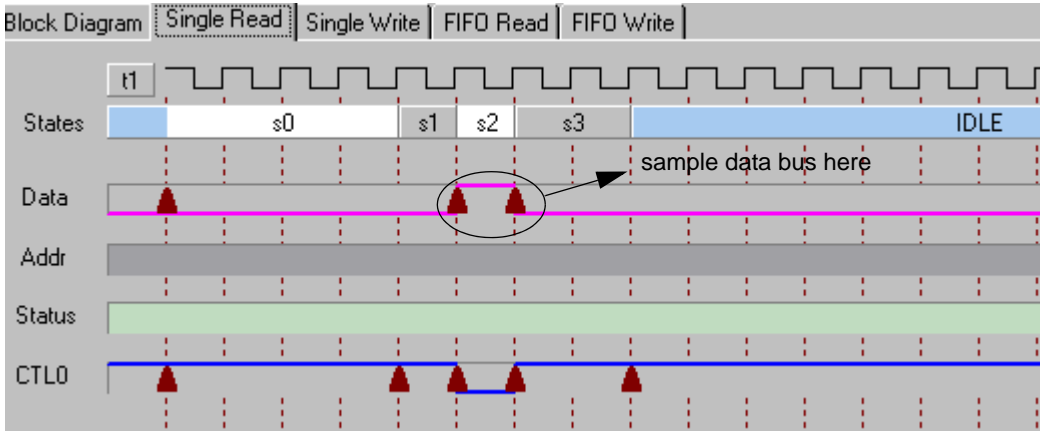 Block Diagram Single Read Single Write FIFO Read FIFO Write
t1
States s0 s1 s2 s3 IDLE
sample data bus here
Data
Addr
Status
CTL0